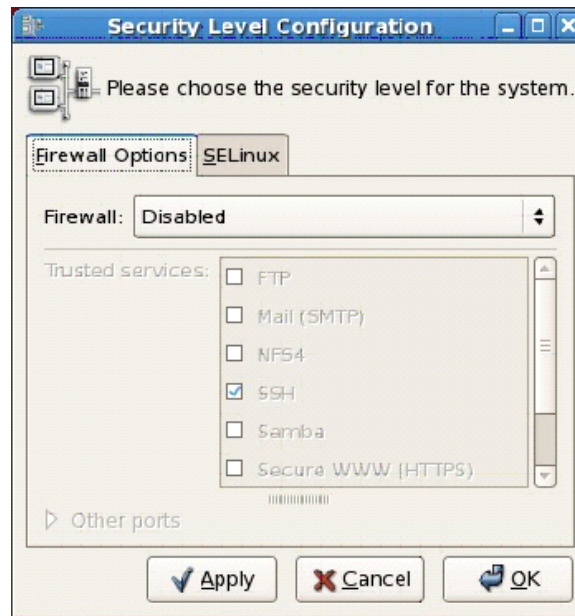 Security Level Configuration
Please choose the security level for the system.
Firewall Options SELinux
Firewall: Disabled
Trusted services:
FTP
Mail (SMTP)
NFS4
SSH
Samba
Secure WWW (HTTPS)
Other ports
Apply Cancel OK